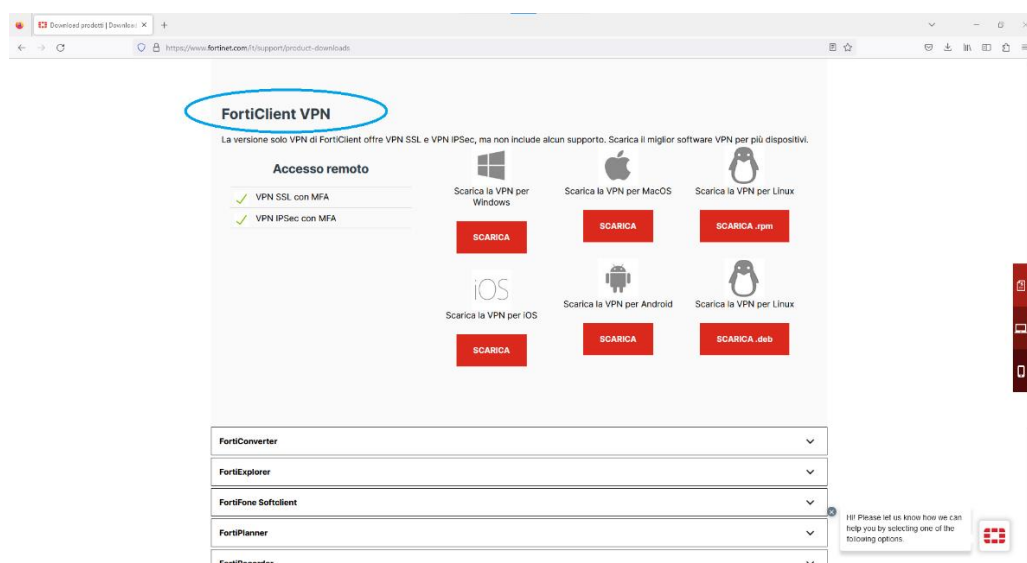 Download prodotti | Download
https://www.fortinet.com/it/support/product-downloads
FortiClient VPN
La versione solo VPN di FortiClient offre VPN SSL e VPN IPSec, ma non include alcun supporto. Scarica il miglior software VPN per più dispositivi.
Accesso remoto
VPN SSL con MFA
VPN IPSec con MFA
Scarica la VPN per
Windows
SCARICA
Scarica la VPN per MacOS
SCARICA
Scarica la VPN per Linux
SCARICA .rpm
iOS
Scarica la VPN per iOS
SCARICA
Scarica la VPN per Android
SCARICA
Scarica la VPN per Linux
SCARICA .deb
FortiConverter
FortiExplorer
FortiFone Softclient
FortiPlanner
FortiRecorder
Hi! Please let us know how we can
help you by selecting one of the
following options.